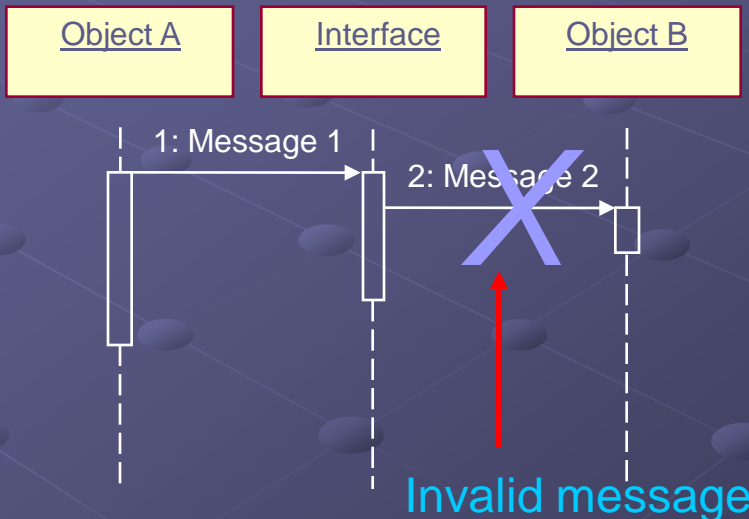 Object A
Interface
Object B
1: Message 1
2: Message 2
X
Invalid message